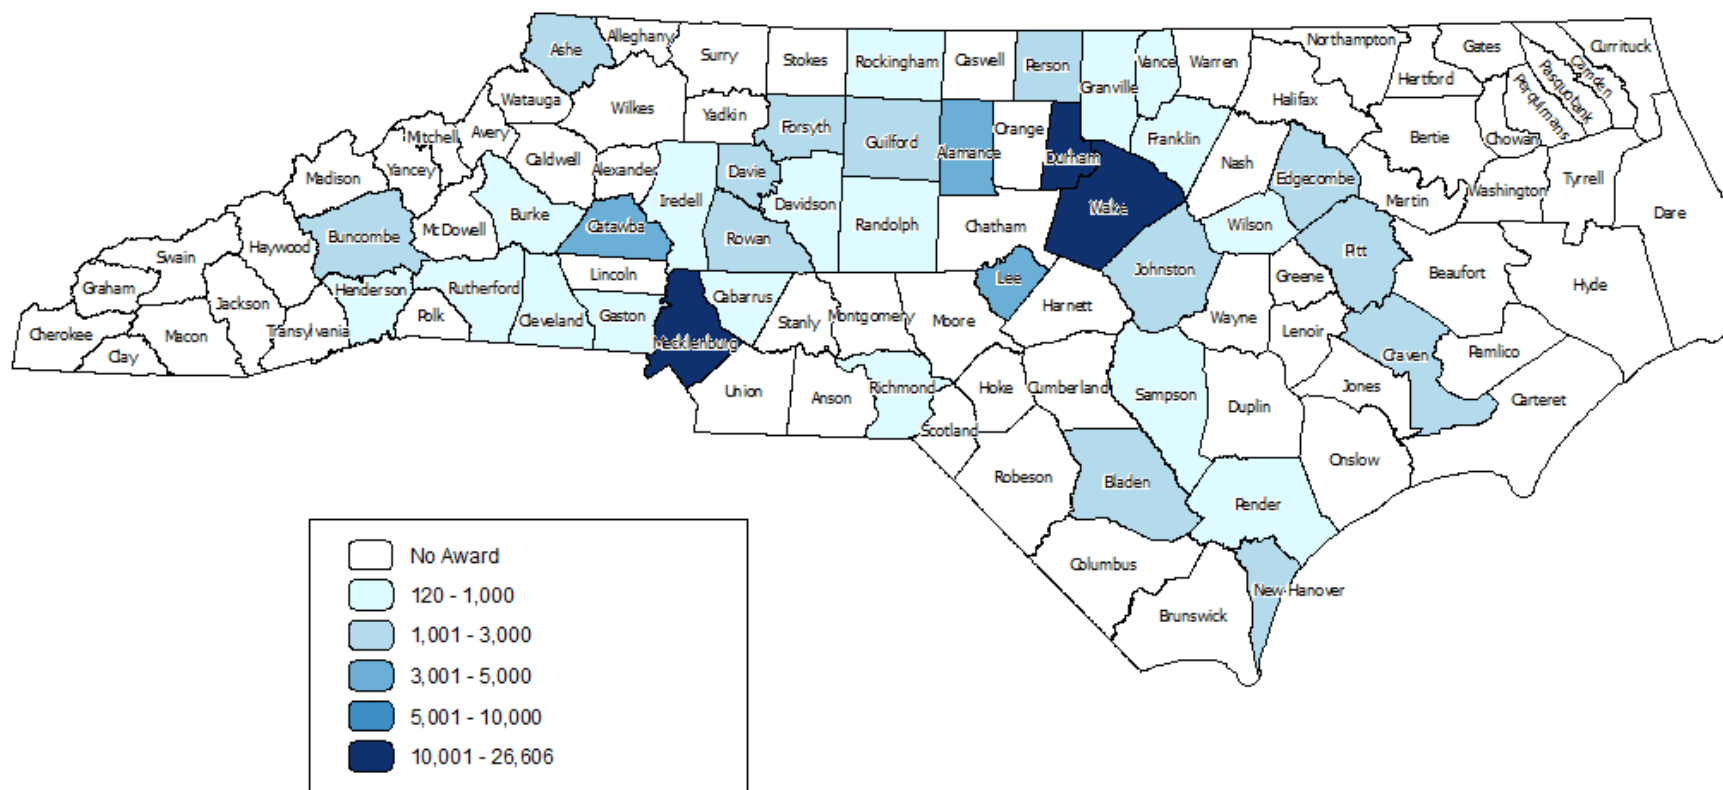 Ashe
Alleghany
Surry
Stokes
Rockingham
Caswell
Person
Granville
Vance
Warren
Northampton
Gates
Currituck
Camden
Pasquotank
Perquimans
Hertford
Halifax
Watauga
Wilkes
Yadkin
Forsyth
Guilford
Alamance
Orange
Durham
Franklin
Nash
Bertie
Chowan
Mitchell
Avery
Caldwell
Alexander
Iredell
Davie
Davidson
Randolph
Chatham
Wake
Wilson
Edgecombe
Martin
Washington
Tyrrell
Dare
Madison
Yancey
Burke
Catawba
Rowan
McDowell
Buncombe
Haywood
Swain
Graham
Cherokee
Clay
Macon
Jackson
Transylvania
Henderson
Polk
Rutherford
Cleveland
Lincoln
Gaston
Mecklenburg
Cabarrus
Stanly
Montgomery
Moore
Lee
Harnett
Johnston
Wayne
Greene
Pitt
Beaufort
Hyde
Lenoir
Craven
Pamlico
Jones
Carteret
Union
Anson
Richmond
Scotland
Hoke
Cumberland
Sampson
Duplin
Onslow
Robeson
Bladen
Pender
Columbus
Brunswick
New Hanover
No Award
120 - 1,000
1,001 - 3,000
3,001 - 5,000
5,001 - 10,000
10,001 - 26,606